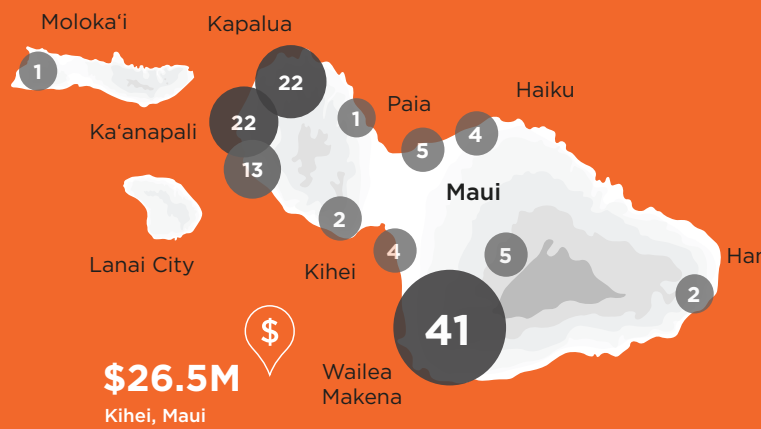 Moloka‘i
Kapalua
1
22
Paia
Haiku
Ka‘anapali
22
1
5
4
13
Maui
2
Lanai City
Kihei
4
5
Han
2
$
41
$26.5M
Wailea
Makena
Kihei, Maui